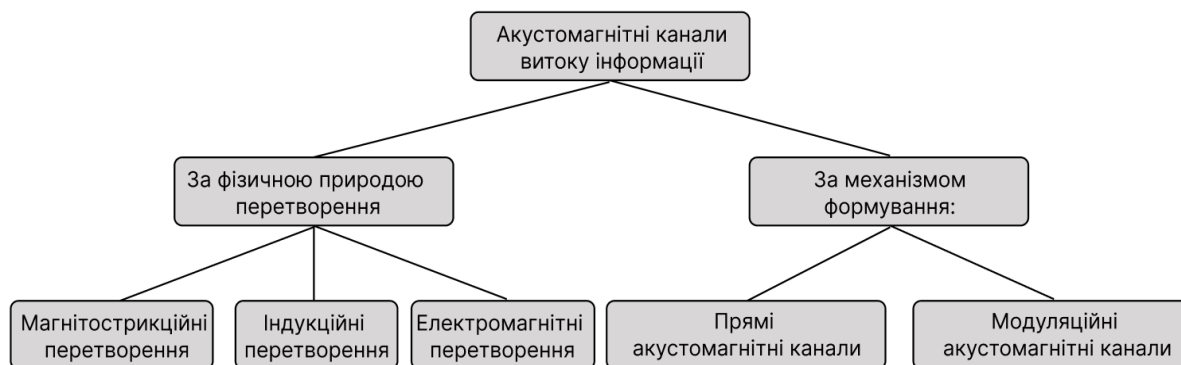 Акустомагнітні канали
витоку інформації
За фізичною природою
перетворення
За механізмом
формування:
Магнітострикційні
перетворення
Індукційні
перетворення
Електромагнітні
перетворення
Прямі
акустомагнітні канали
Модуляційні
акустомагнітні канали